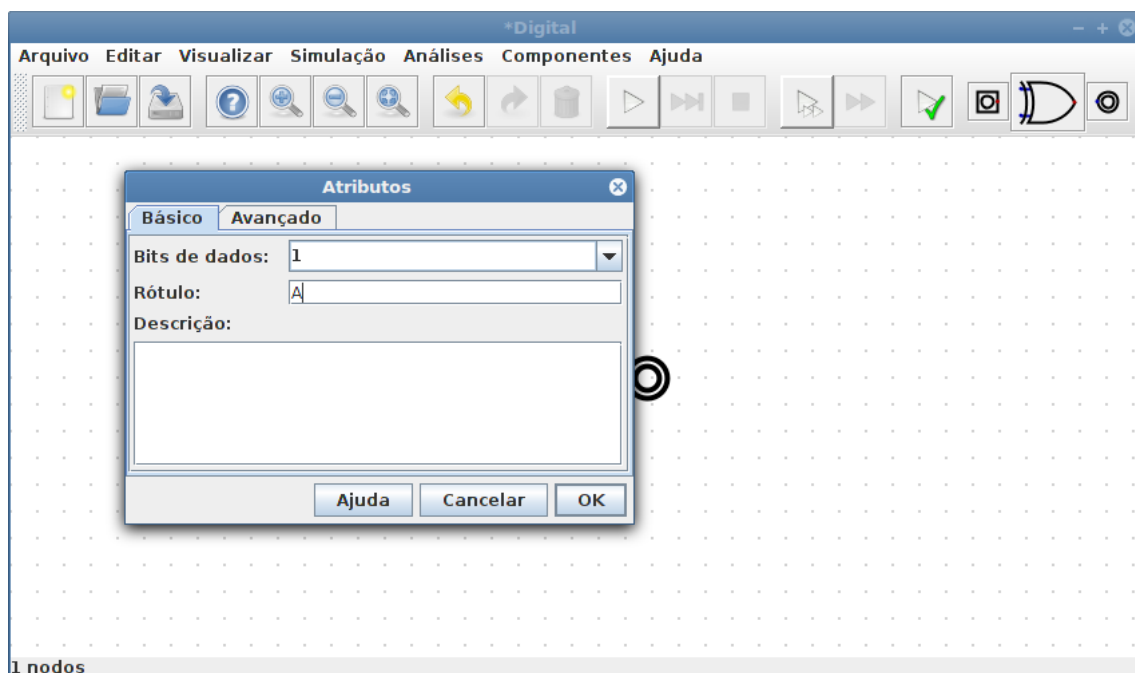 *Digital
Arquivo Editar Visualizar Simulação Análises Componentes Ajuda
Atributos
Básico Avançado
Bits de dados: 1
Rótulo: A
Descrição:
Ajuda Cancelar OK
1 nodos